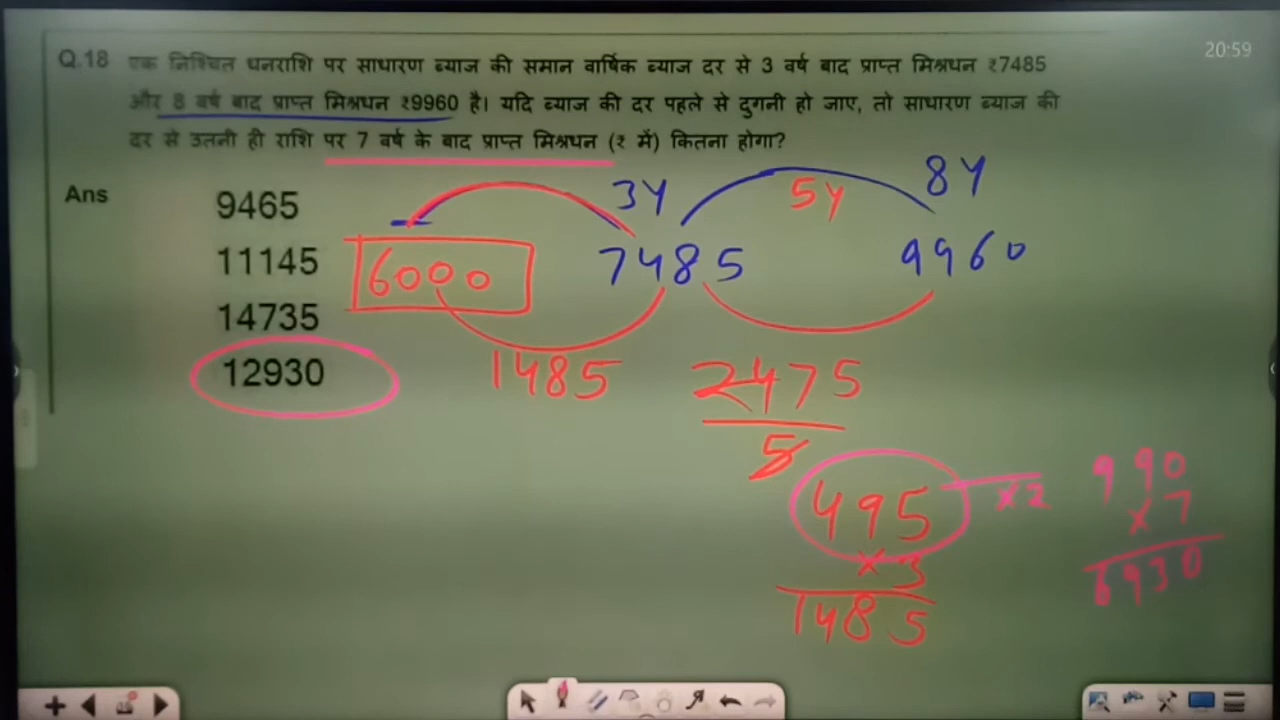 20:59
Q.18 एक निश्चित धनराशि पर साधारण ब्याज की समान वार्षिक ब्याज दर से 3 वर्ष बाद प्राप्त मिश्रधन ₹7485
और 8 वर्ष बाद प्राप्त मिश्रधन ₹9960 है। यदि ब्याज की दर पहले से दुगनी हो जाए, तो साधारण ब्याज की
दर से उतनी ही राशि पर 7 वर्ष के बाद प्राप्त मिश्रधन (₹ में) कितना होगा?
Ans
9465
11145
14735
12930
3Y 5Y 8Y
6000 7485 9960
1485 2475
5
495 ×2 990
×3 ×7
1485 6930